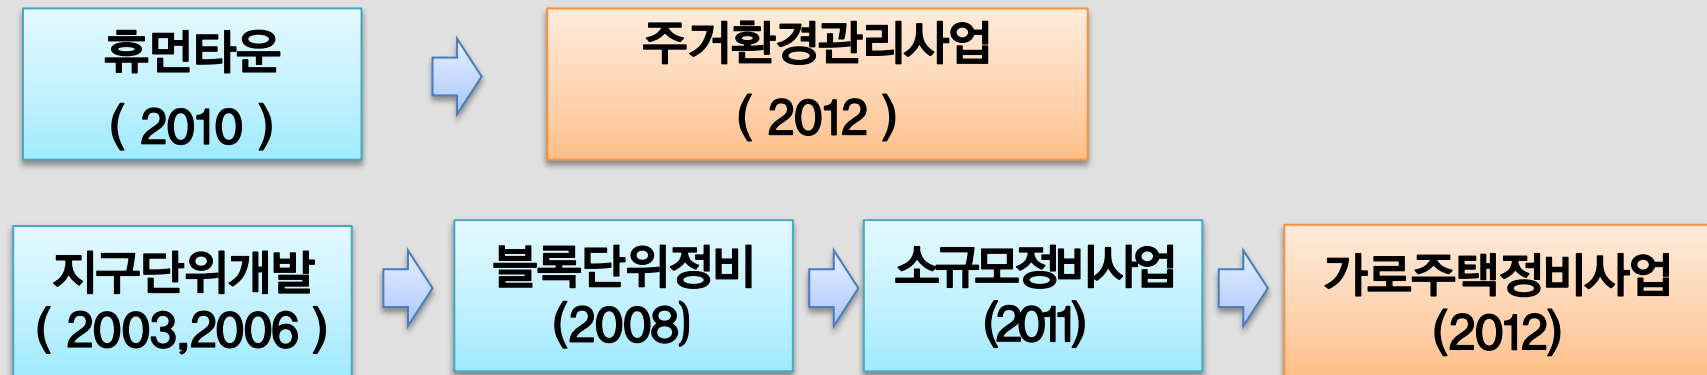 휴먼타운
( 2010 )
주거환경관리사업
( 2012 )
지구단위개발
( 2003,2006 )
블록단위정비
(2008)
소규모정비사업
(2011)
가로주택정비사업
(2012)